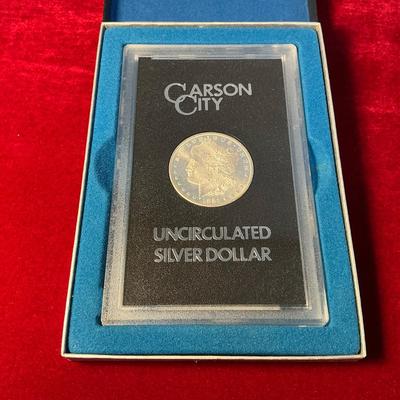 CARSON
CITY
UNCIRCULATED
SILVER DOLLAR